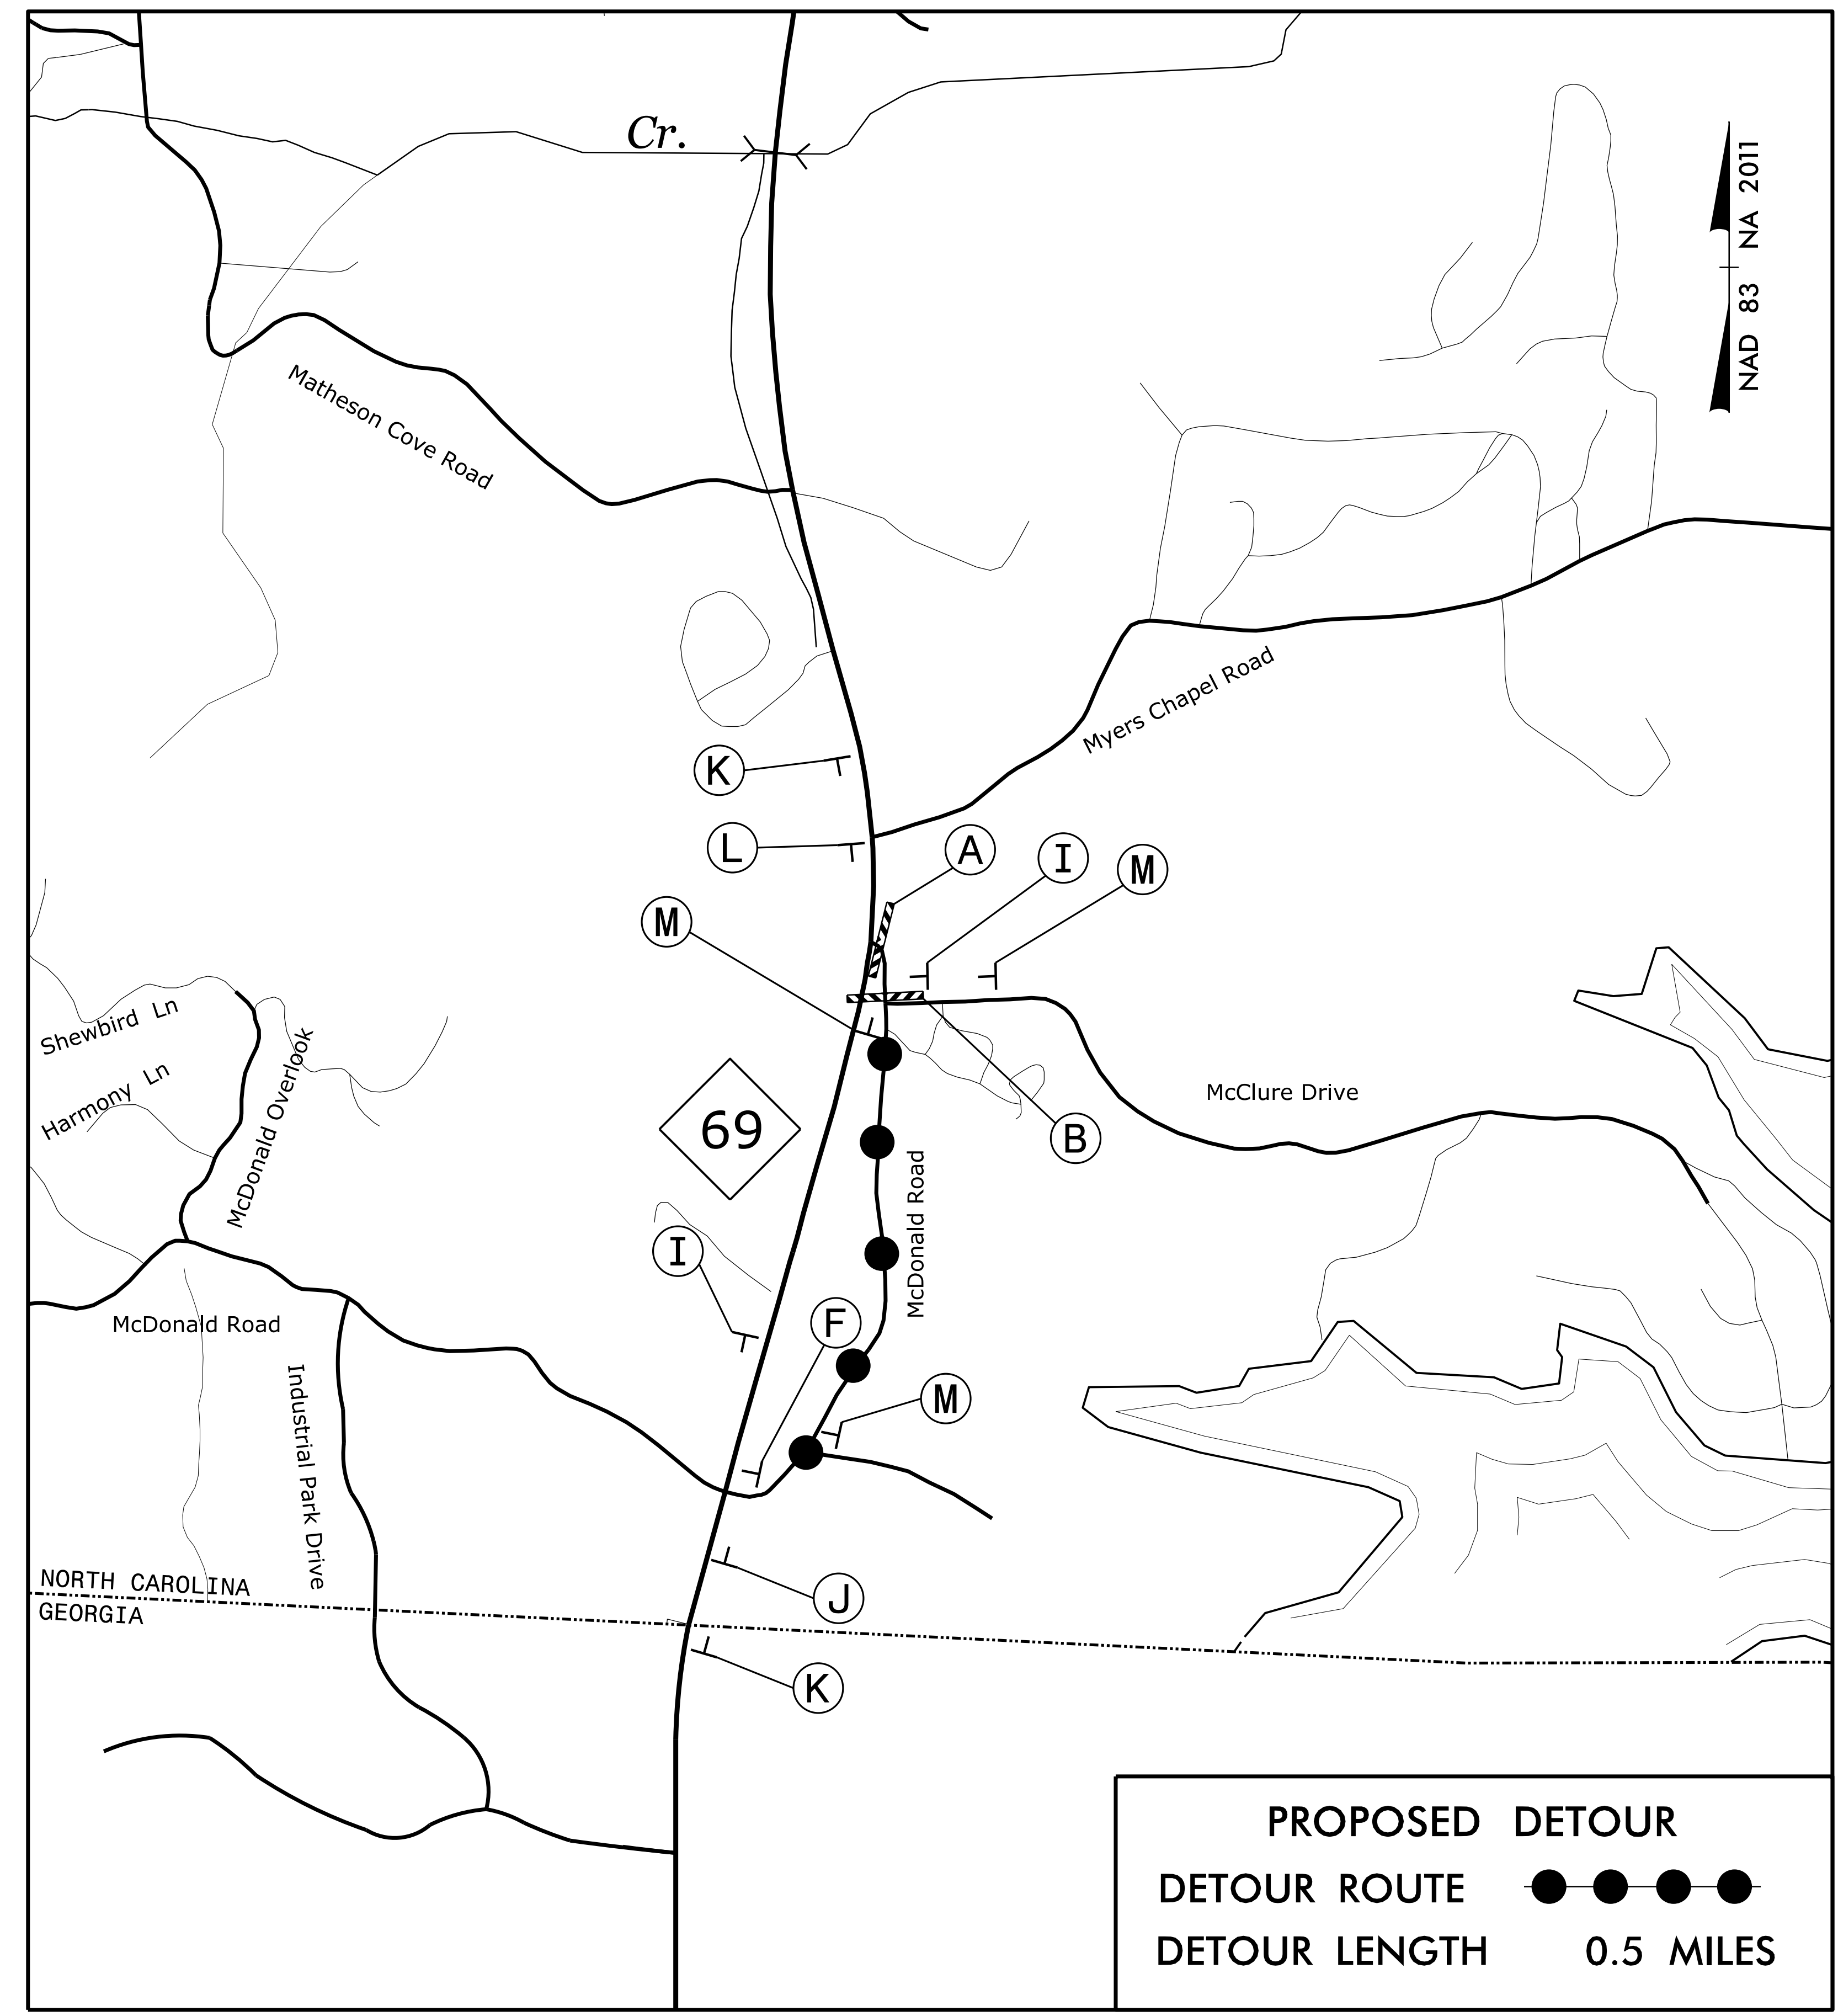 Cr.
NAD 83 NA 2011
Matheson Cove Road
Myers Chapel Road
K
L
A
I
M
M
Shewbird Ln
Harmony Ln
McDonald Overlook
69
McClure Drive
B
McDonald Road
I
F
McDonald Road
M
Industrial Park Drive
NORTH CAROLINA
GEORGIA
J
K
PROPOSED DETOUR
DETOUR ROUTE
DETOUR LENGTH 0.5 MILES